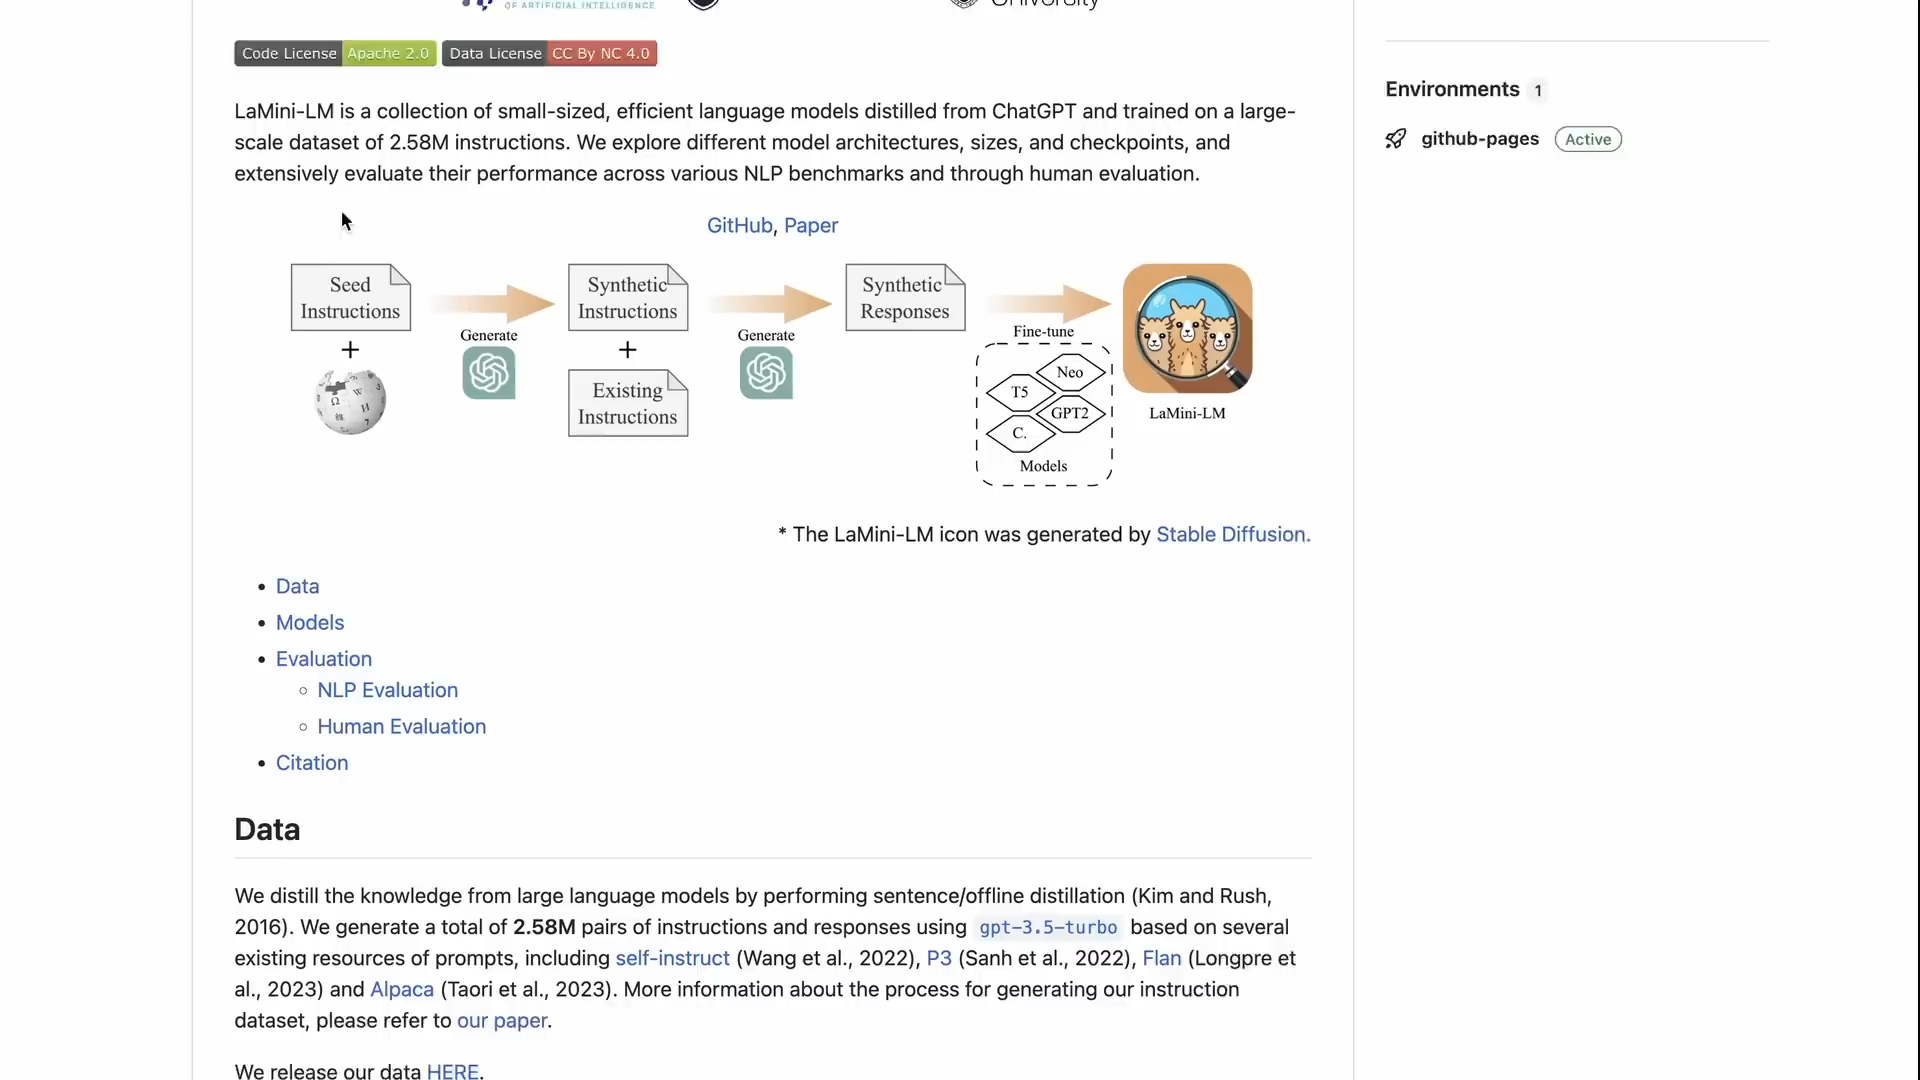 OF ARTIFICIAL INTELLIGENCE
University
Code License Apache 2.0 Data License CC By NC 4.0
Environments 1
github-pages Active
LaMini-LM is a collection of small-sized, efficient language models distilled from ChatGPT and trained on a large-
scale dataset of 2.58M instructions. We explore different model architectures, sizes, and checkpoints, and
extensively evaluate their performance across various NLP benchmarks and through human evaluation.
GitHub, Paper
Seed
Instructions
+
Generate
Synthetic
Instructions
+
Existing
Instructions
Generate
Synthetic
Responses
Fine-tune
Neo
T5
GPT2
C.
Models
LaMini-LM
* The LaMini-LM icon was generated by Stable Diffusion.
• Data
• Models
• Evaluation
◦ NLP Evaluation
◦ Human Evaluation
• Citation
Data
We distill the knowledge from large language models by performing sentence/offline distillation (Kim and Rush,
2016). We generate a total of 2.58M pairs of instructions and responses using gpt-3.5-turbo based on several
existing resources of prompts, including self-instruct (Wang et al., 2022), P3 (Sanh et al., 2022), Flan (Longpre et
al., 2023) and Alpaca (Taori et al., 2023). More information about the process for generating our instruction
dataset, please refer to our paper.
We release our data HERE.